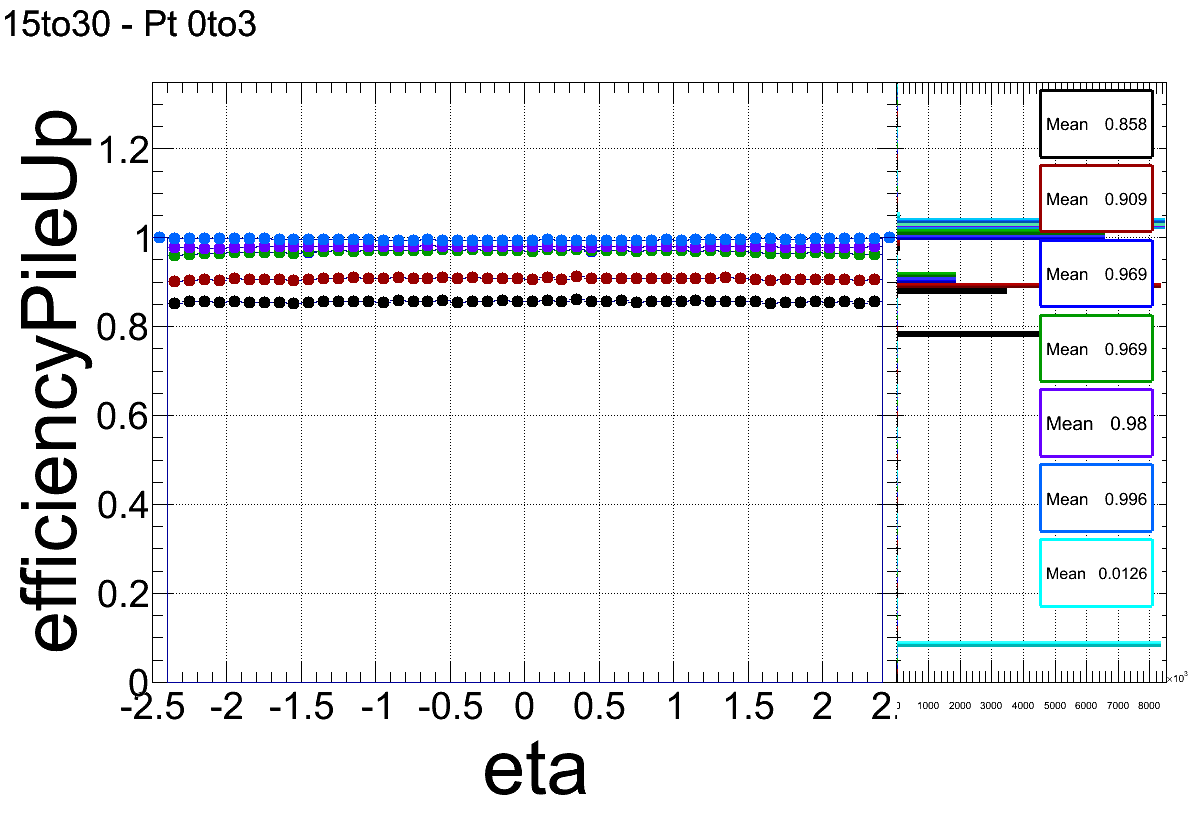 15to30 - Pt 0to3
efficiencyPileUp
1.2
1
0.8
0.6
0.4
0.2
0
-2.5 -2 -1.5 -1 -0.5 0 0.5 1 1.5 2 2.
eta
Mean 0.858
Mean 0.909
Mean 0.969
Mean 0.969
Mean 0.98
Mean 0.996
Mean 0.0126
×10³
1000 2000 3000 4000 5000 6000 7000 8000